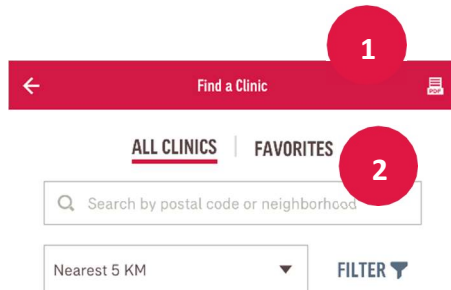 1
Find a Clinic
PDF
ALL CLINICS | FAVORITES
2
Search by postal code or neighborhood
Nearest 5 KM
FILTER